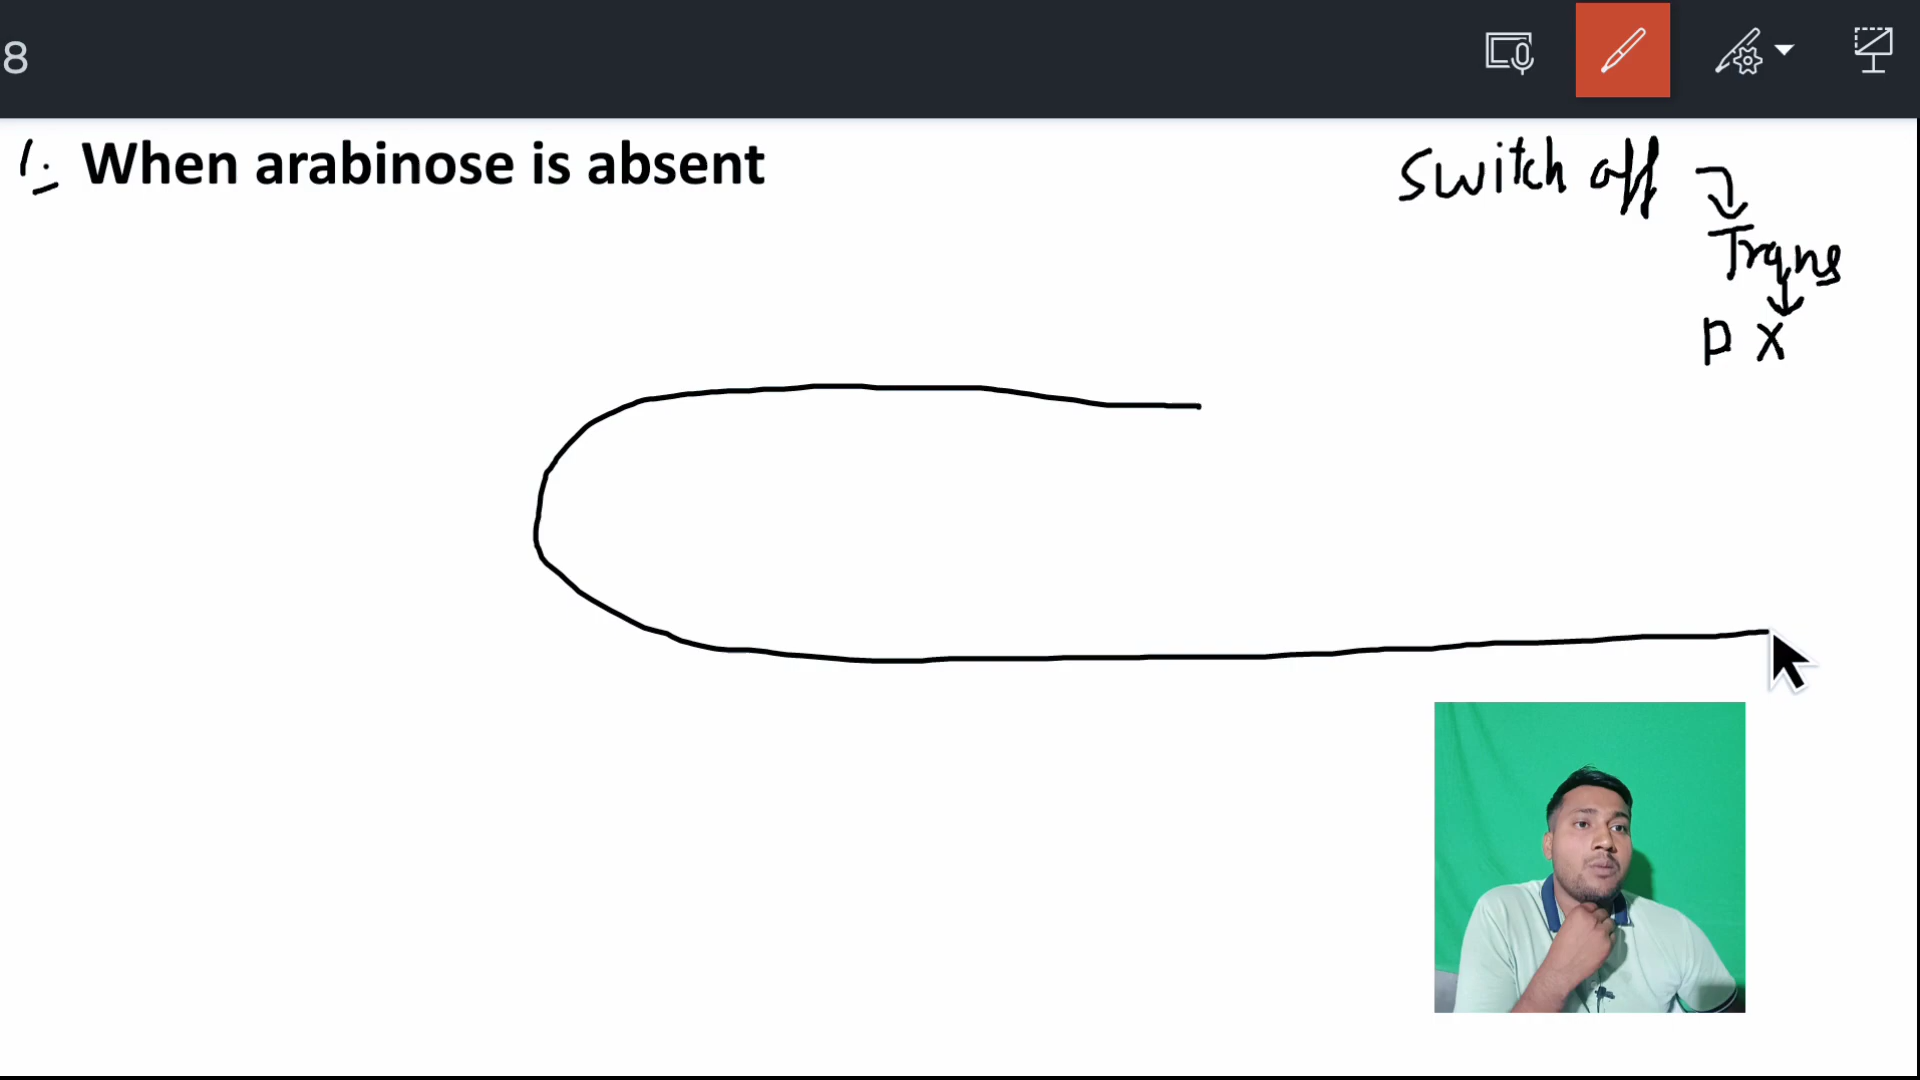 8
1. When arabinose is absent
Switch off
Trans
P X